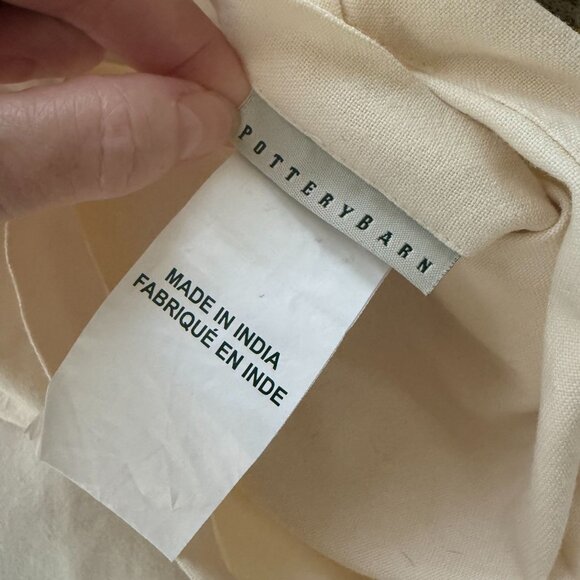 POTTERYBARN
MADE IN INDIA
FABRIQUÉ EN INDE